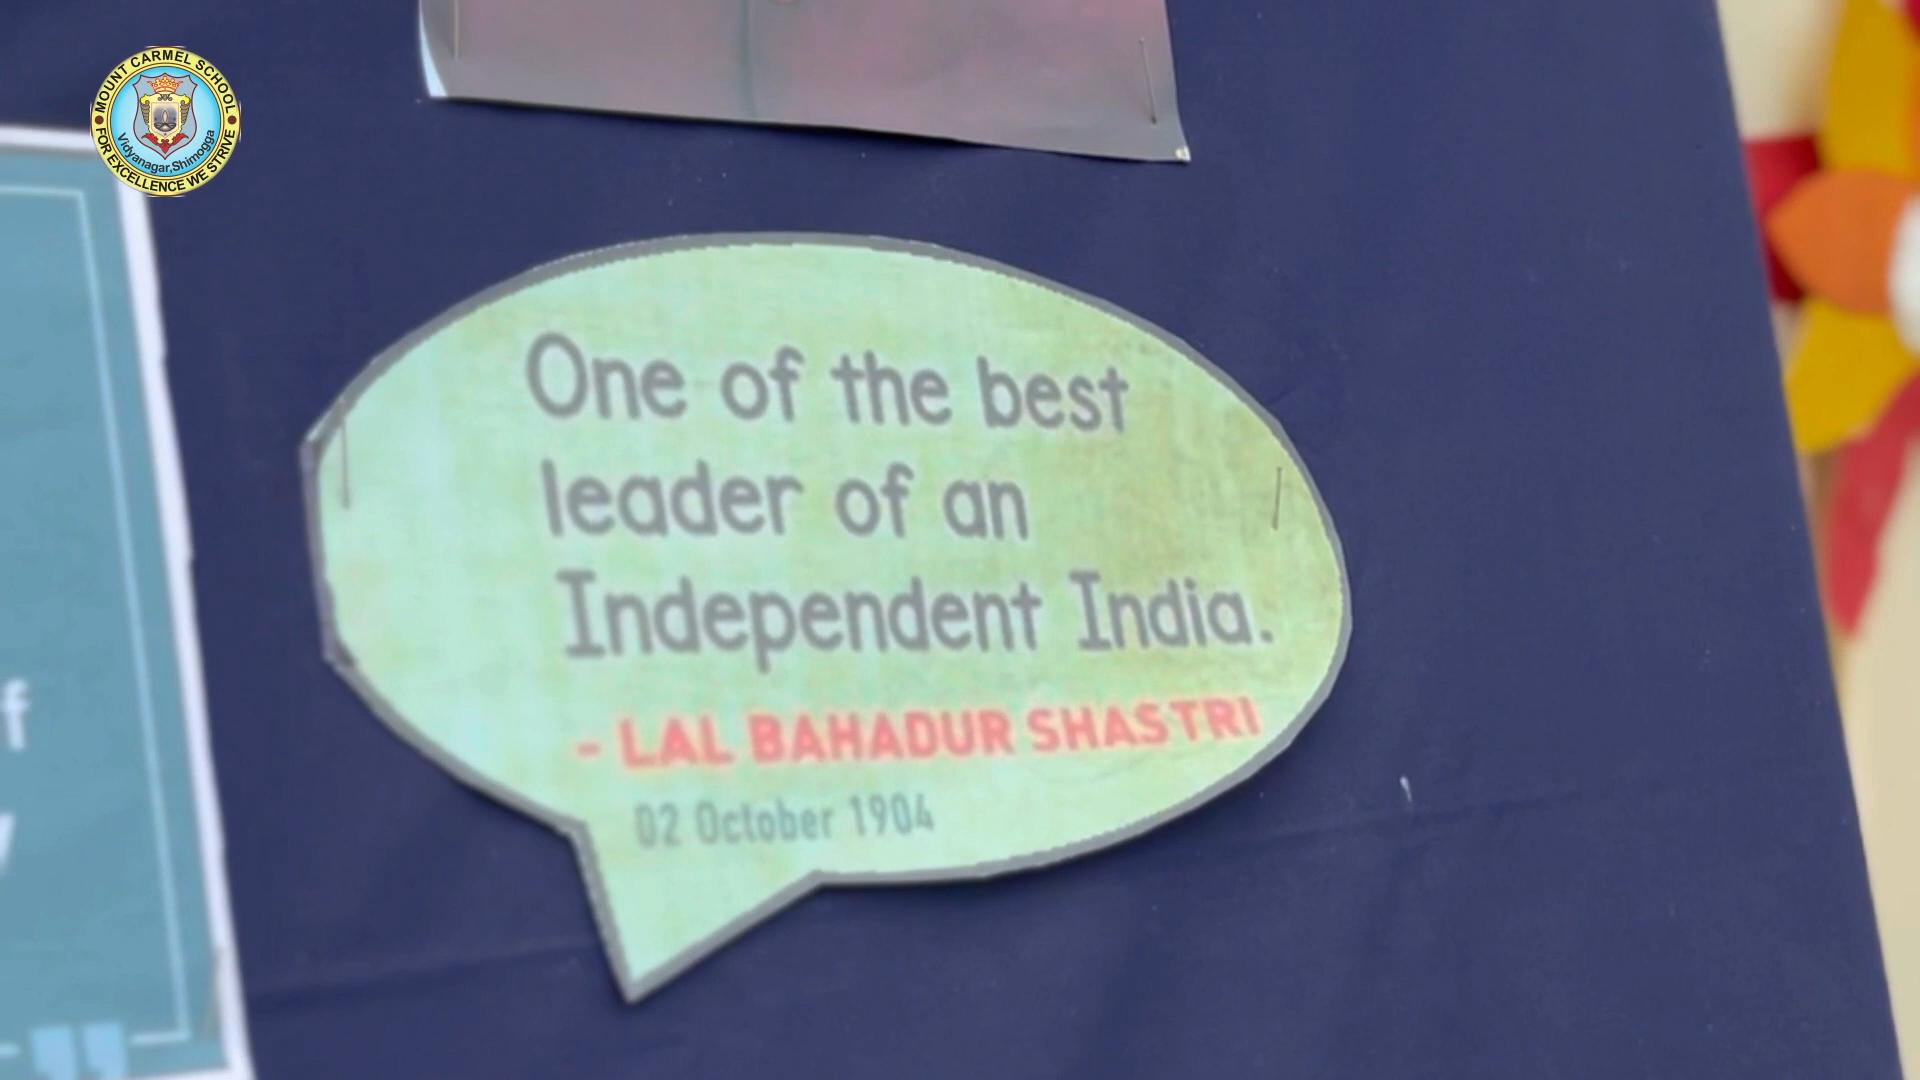 MOUNT CARMEL SCHOOL
Vidyanagar,Shimogga
FOR EXCELLENCE WE STRIVE
One of the best
leader of an
Independent India.
- LAL BAHADUR SHASTRI
02 October 1904
f